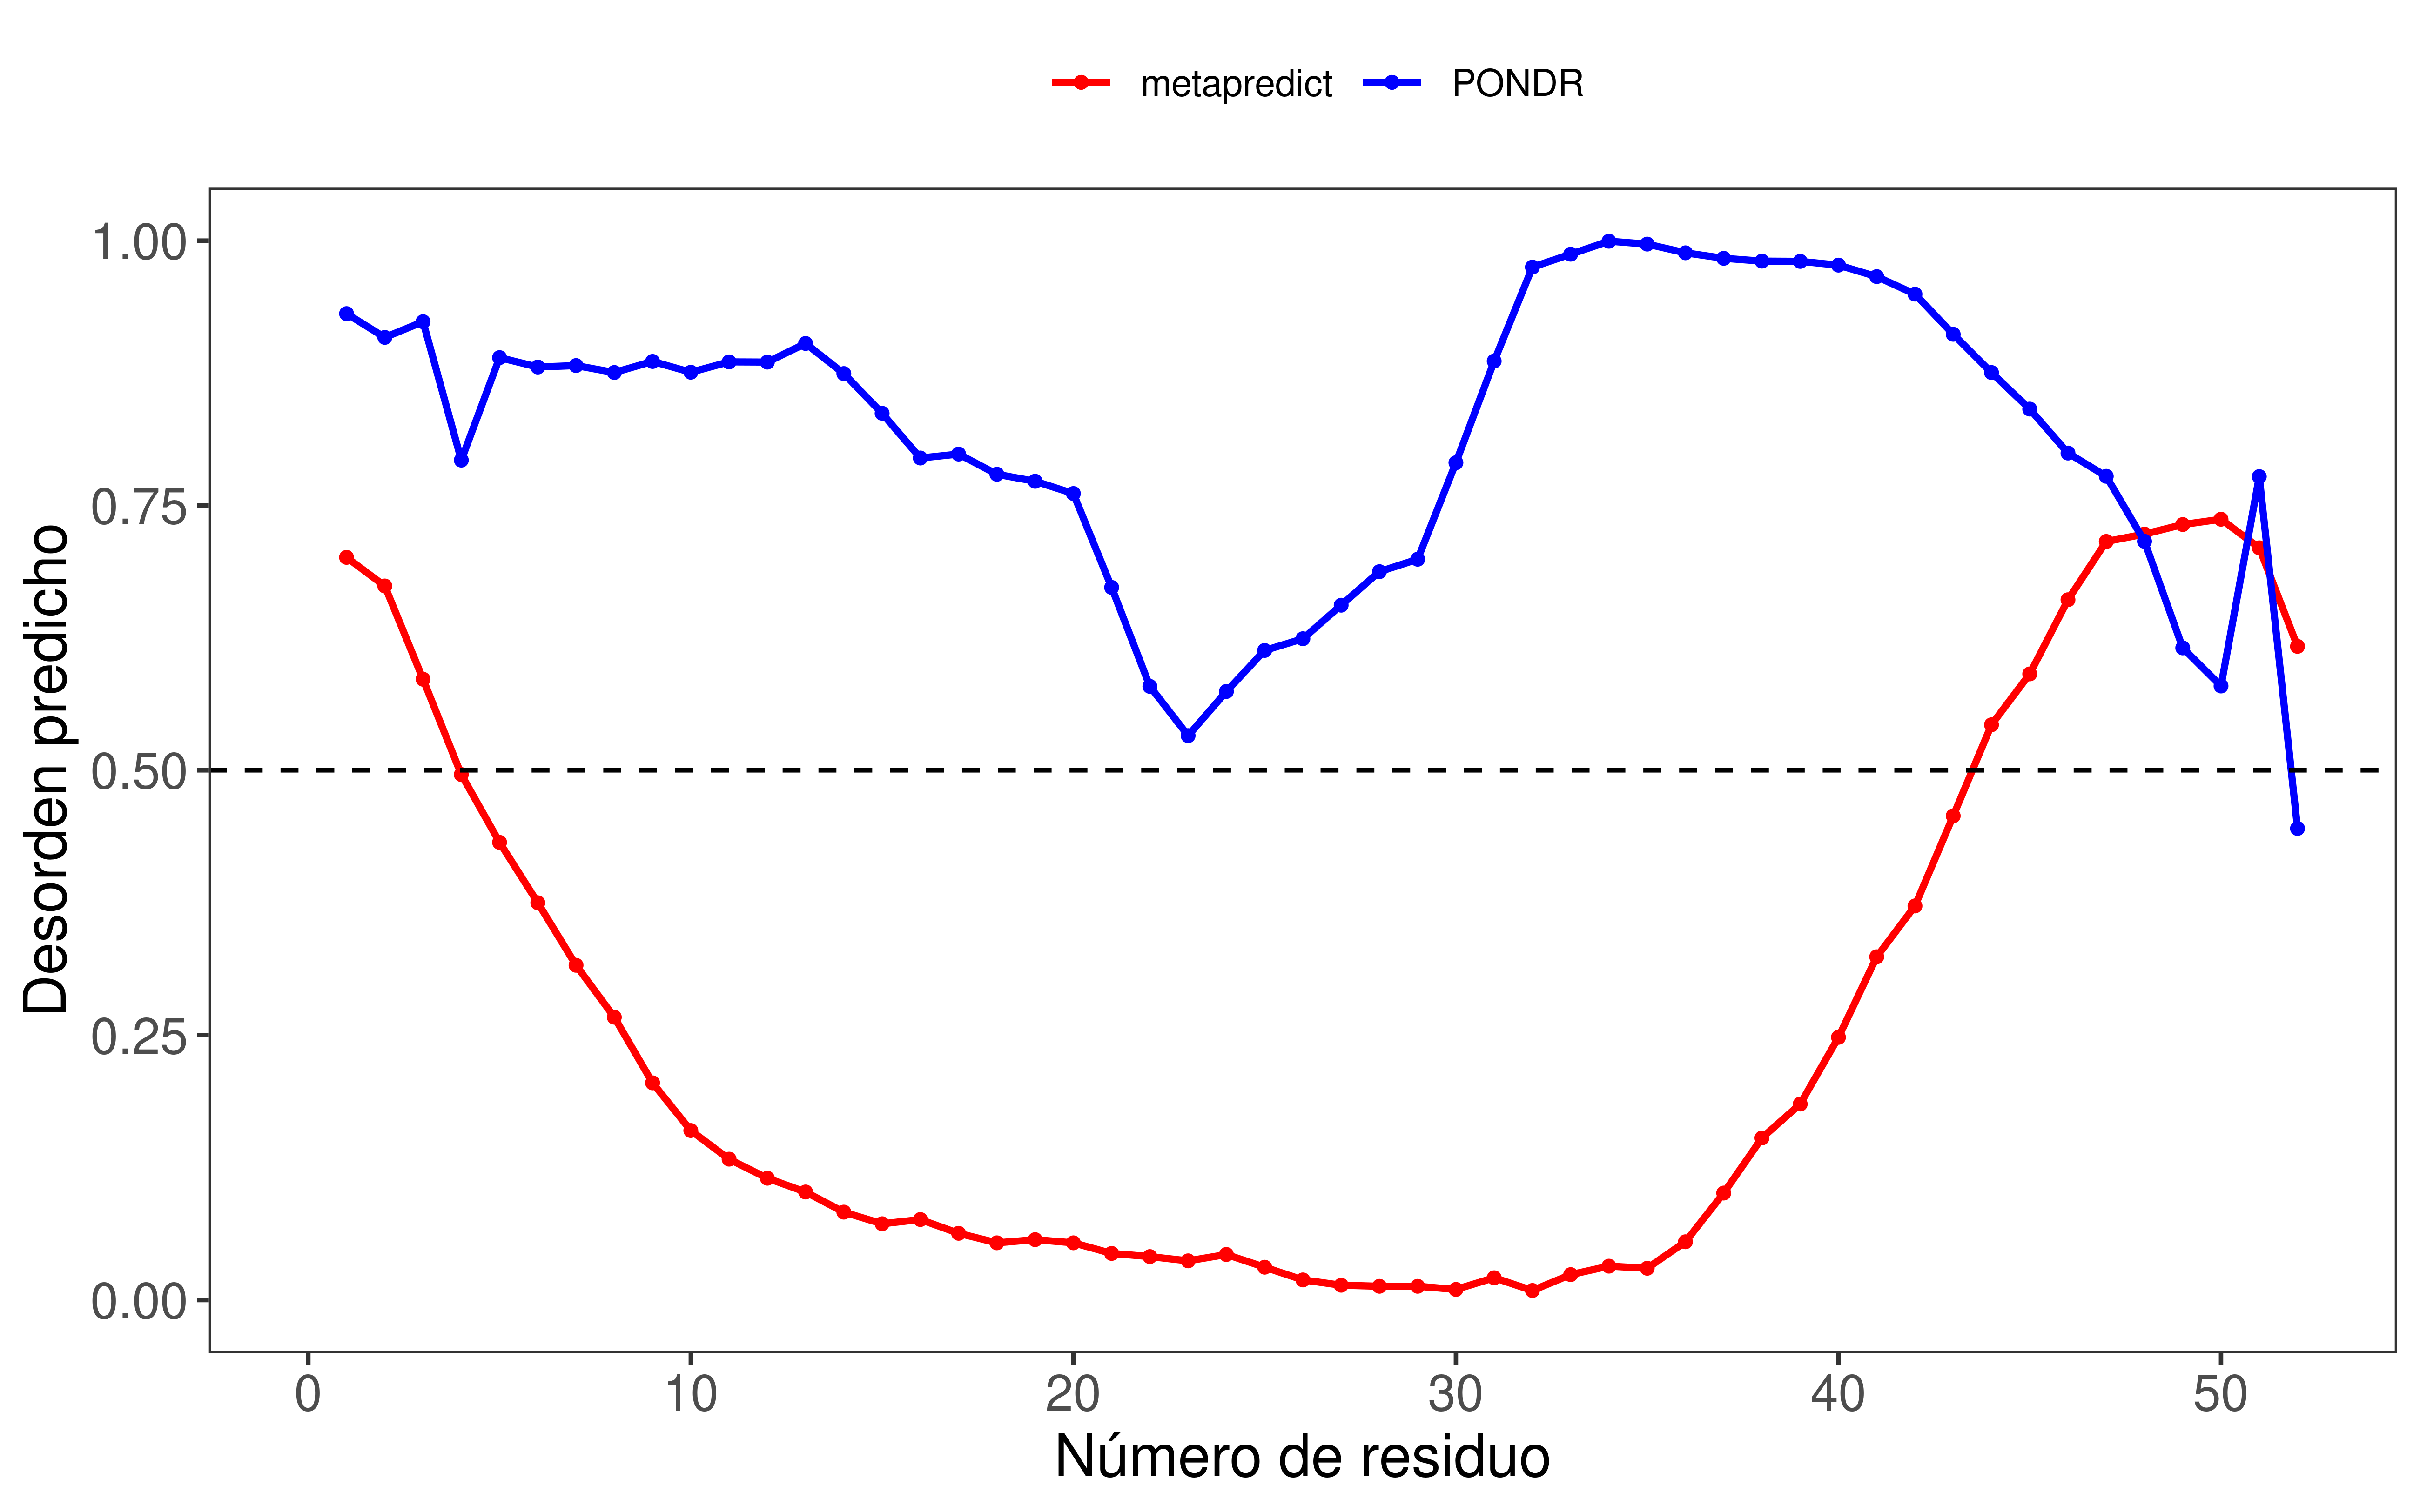 metapredict PONDR
Desorden predicho
1.00
0.75
0.50
0.25
0.00
0 10 20 30 40 50
Número de residuo